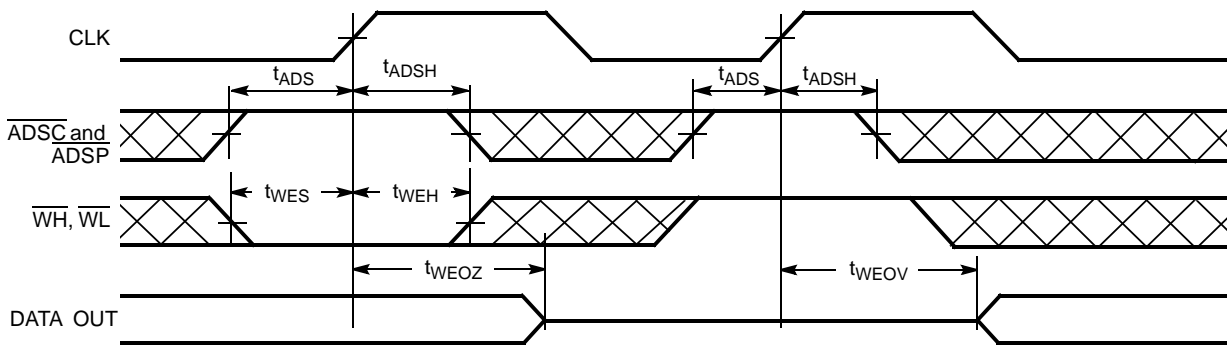 CLK
tADS
tADSH
tADS
tADSH
ADSC and
ADSP
tWES
tWEH
WH, WL
tWEOZ
tWEOV
DATA OUT